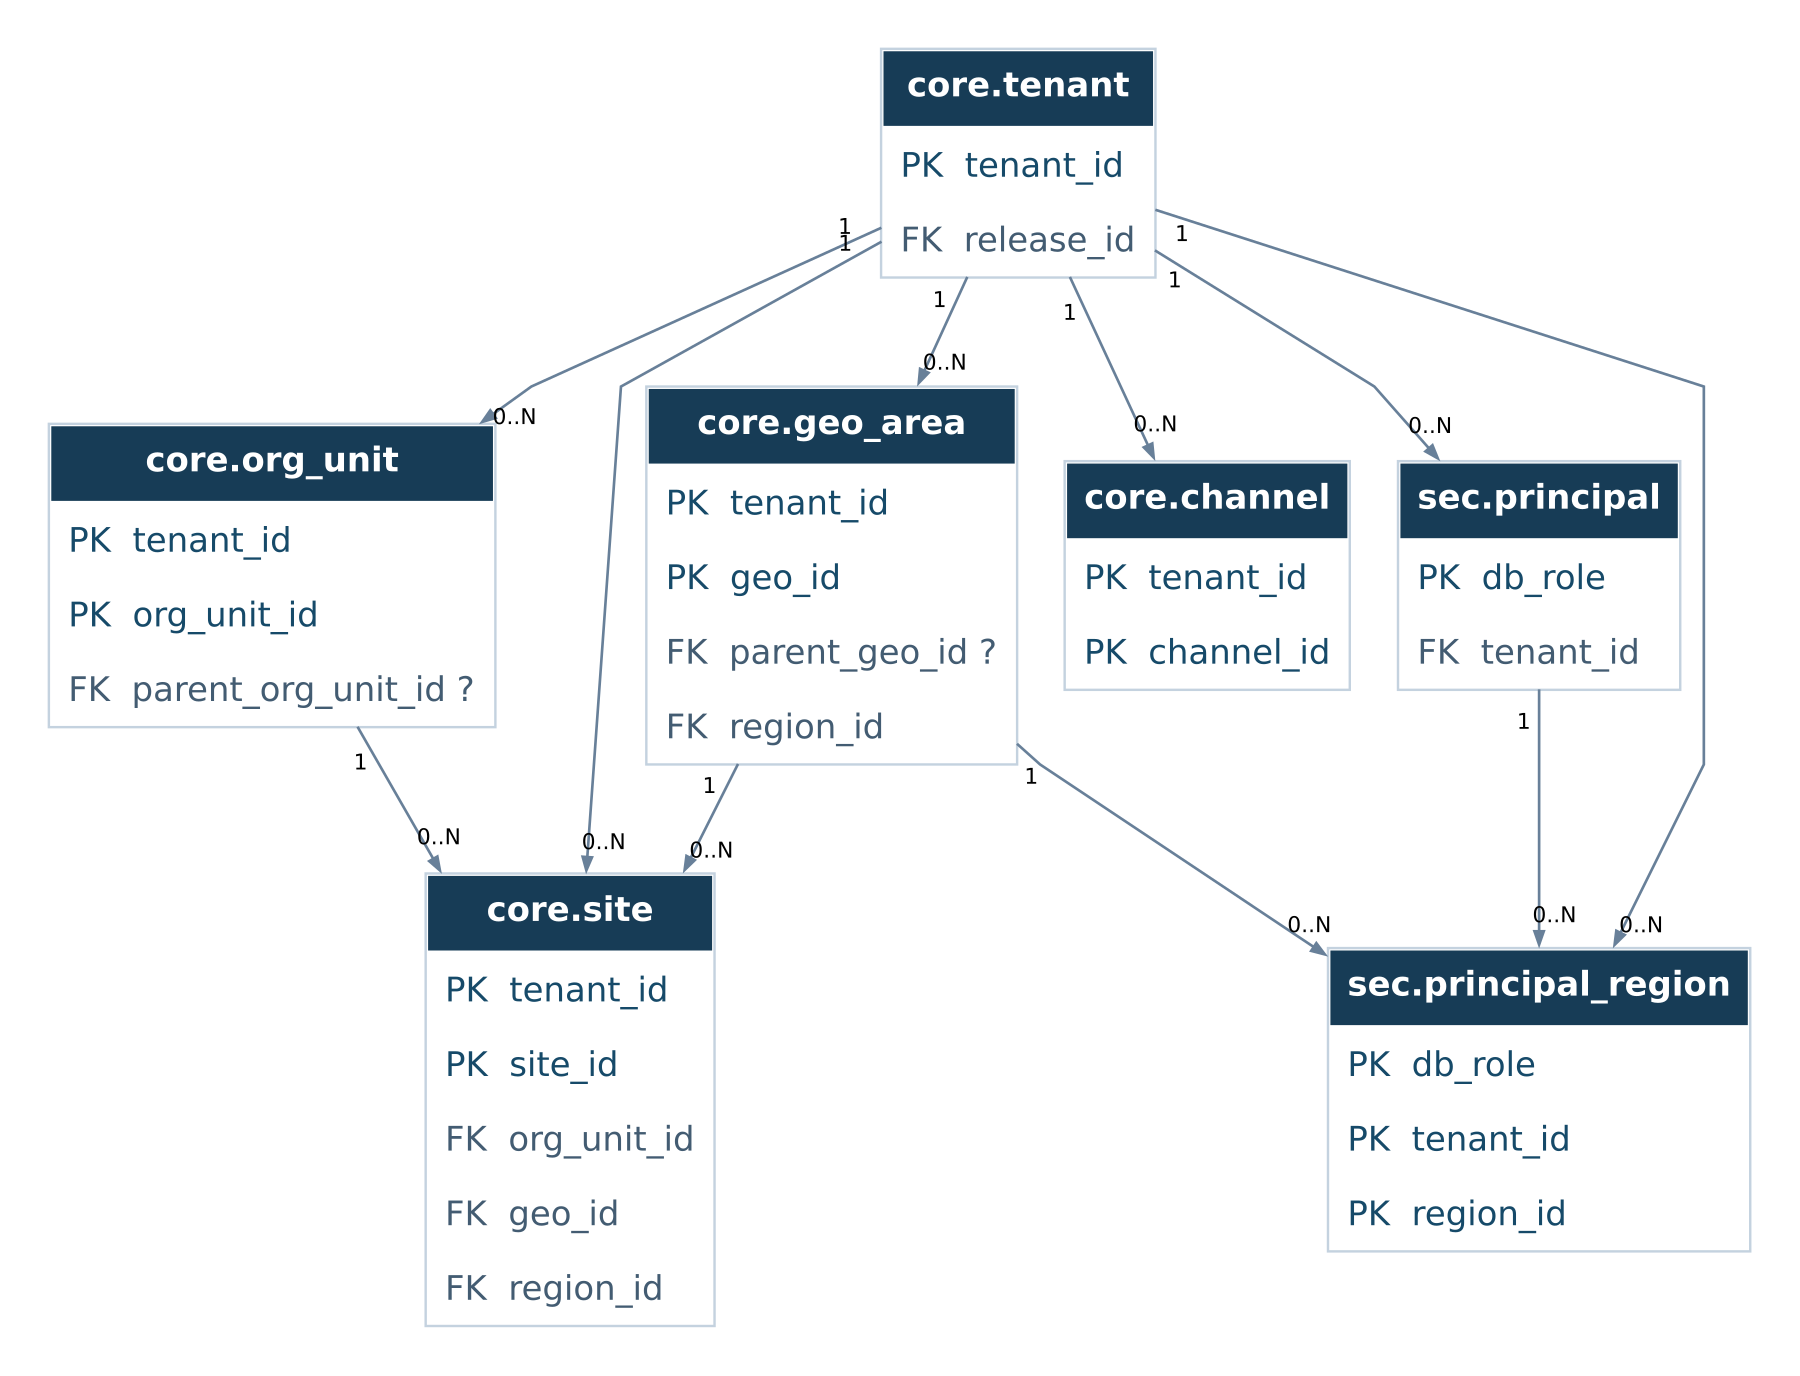 core.tenant
PK tenant_id
FK release_id
1
1
1
1
1
1
0..N
0..N
0..N
0..N
core.org_unit
PK tenant_id
PK org_unit_id
FK parent_org_unit_id ?
core.geo_area
PK tenant_id
PK geo_id
FK parent_geo_id ?
FK region_id
core.channel
PK tenant_id
PK channel_id
sec.principal
PK db_role
FK tenant_id
1
1
1
1
0..N
0..N
0..N
0..N
0..N
0..N
core.site
PK tenant_id
PK site_id
FK org_unit_id
FK geo_id
FK region_id
sec.principal_region
PK db_role
PK tenant_id
PK region_id